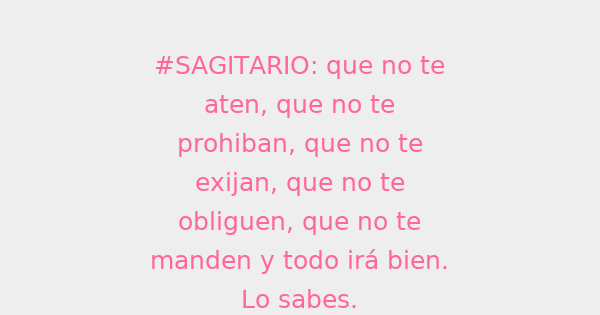 #SAGITARIO: que no te
aten, que no te
prohiban, que no te
exijan, que no te
obliguen, que no te
manden y todo irá bien.
Lo sabes.